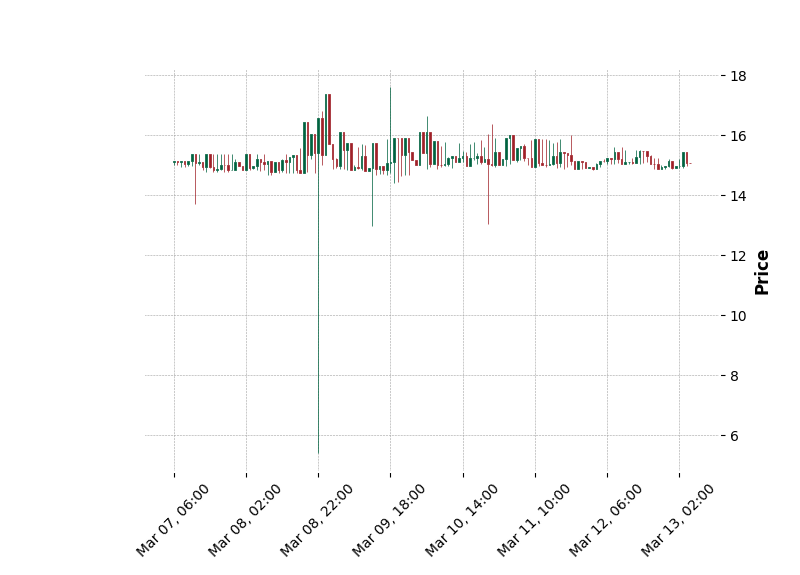 18
16
14
12
10
8
6
Price
Mar 07, 06:00
Mar 08, 02:00
Mar 08, 22:00
Mar 09, 18:00
Mar 10, 14:00
Mar 11, 10:00
Mar 12, 06:00
Mar 13, 02:00